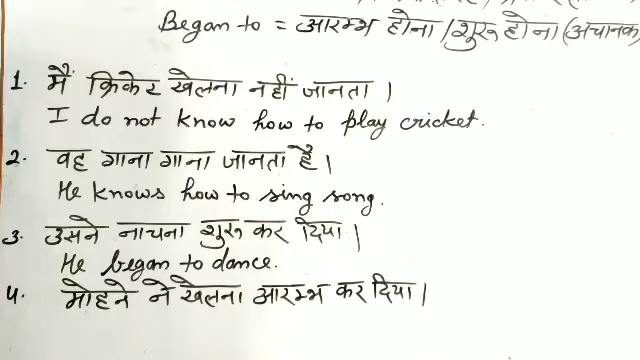 Began to = आरम्भ होना / शुरू होना (अचानक)
1. मैं क्रिकेट खेलना नहीं जानता।
I do not know how to play cricket.
2. वह गाना गाना जानता है।
He knows how to sing song.
3. उसने नाचना शुरू कर दिया।
He began to dance.
4. मोहने ने खेलना आरम्भ कर दिया।